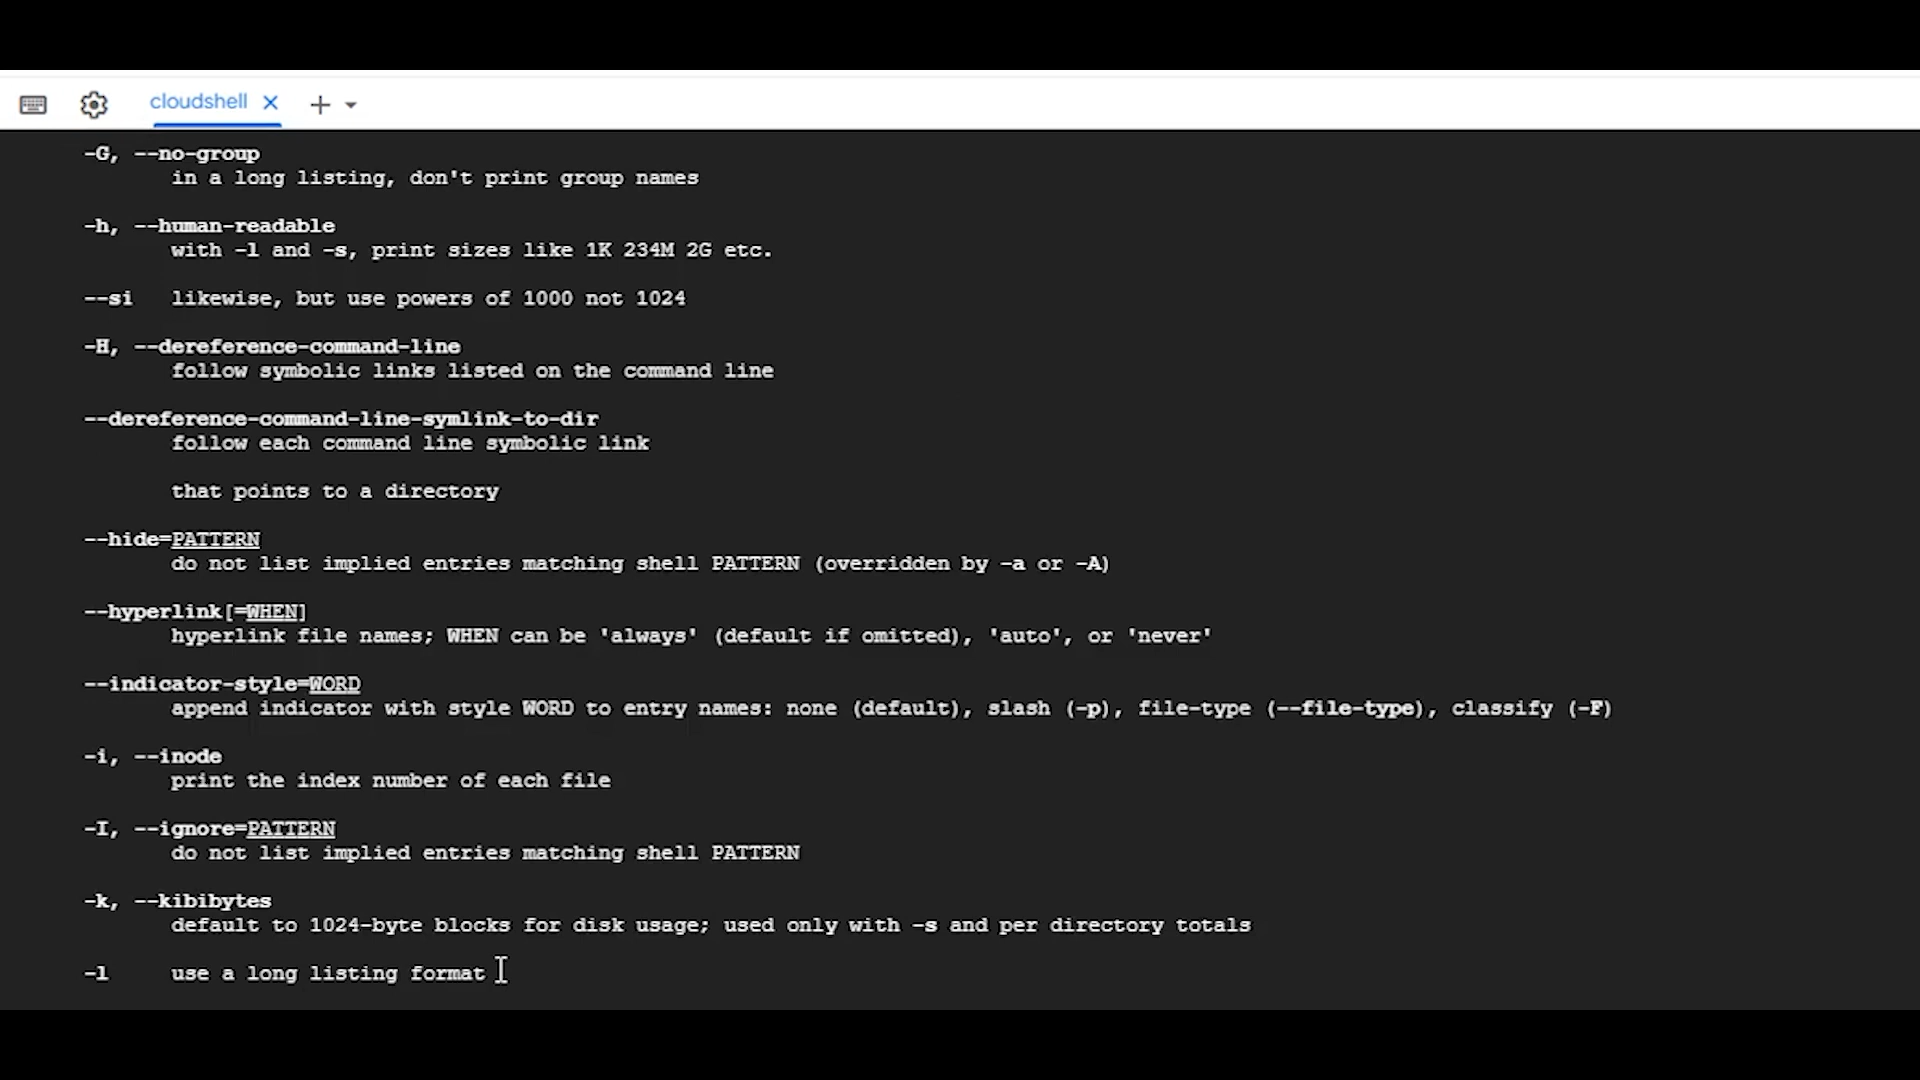 cloudshell
-G, --no-group
in a long listing, don't print group names
-h, --human-readable
with -l and -s, print sizes like 1K 234M 2G etc.
--si likewise, but use powers of 1000 not 1024
-H, --dereference-command-line
follow symbolic links listed on the command line
--dereference-command-line-symlink-to-dir
follow each command line symbolic link
that points to a directory
--hide=PATTERN
do not list implied entries matching shell PATTERN (overridden by -a or -A)
--hyperlink[=WHEN]
hyperlink file names; WHEN can be 'always' (default if omitted), 'auto', or 'never'
--indicator-style=WORD
append indicator with style WORD to entry names: none (default), slash (-p), file-type (--file-type), classify (-F)
-i, --inode
print the index number of each file
-I, --ignore=PATTERN
do not list implied entries matching shell PATTERN
-k, --kibibytes
default to 1024-byte blocks for disk usage; used only with -s and per directory totals
-l use a long listing format